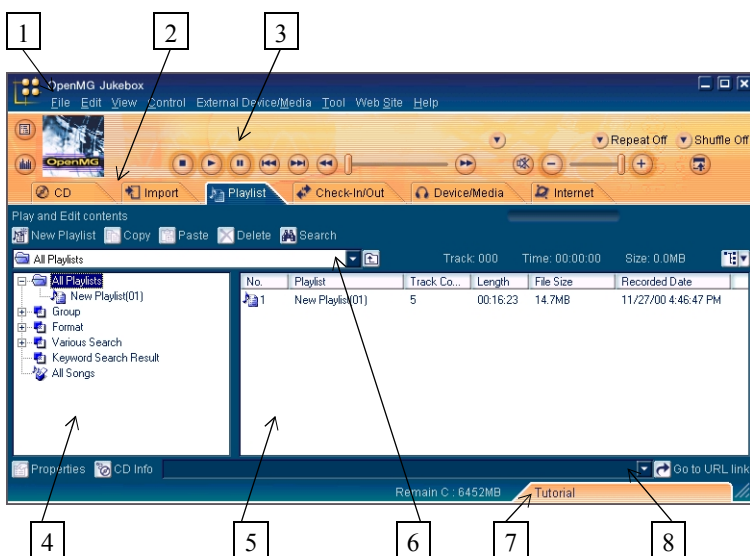 1 2 3
OpenMG Jukebox
File Edit View Control External Device/Media Tool Web Site Help
OpenMG
Repeat Off Shuffle Off
CD Import Playlist Check-In/Out Device/Media Internet
Play and Edit contents
New Playlist Copy Paste Delete Search
All Playlists Track: 000 Time: 00:00:00 Size: 0.0MB
All Playlists
New Playlist(01)
Group
Format
Various Search
Keyword Search Result
All Songs
No. Playlist Track Co... Length File Size Recorded Date
1 New Playlist(01) 5 00:16:23 14.7MB 11/27/00 4:46:47 PM
Properties CD Info Go to URL link
Remain C : 6452MB Tutorial
4 5 6 7 8